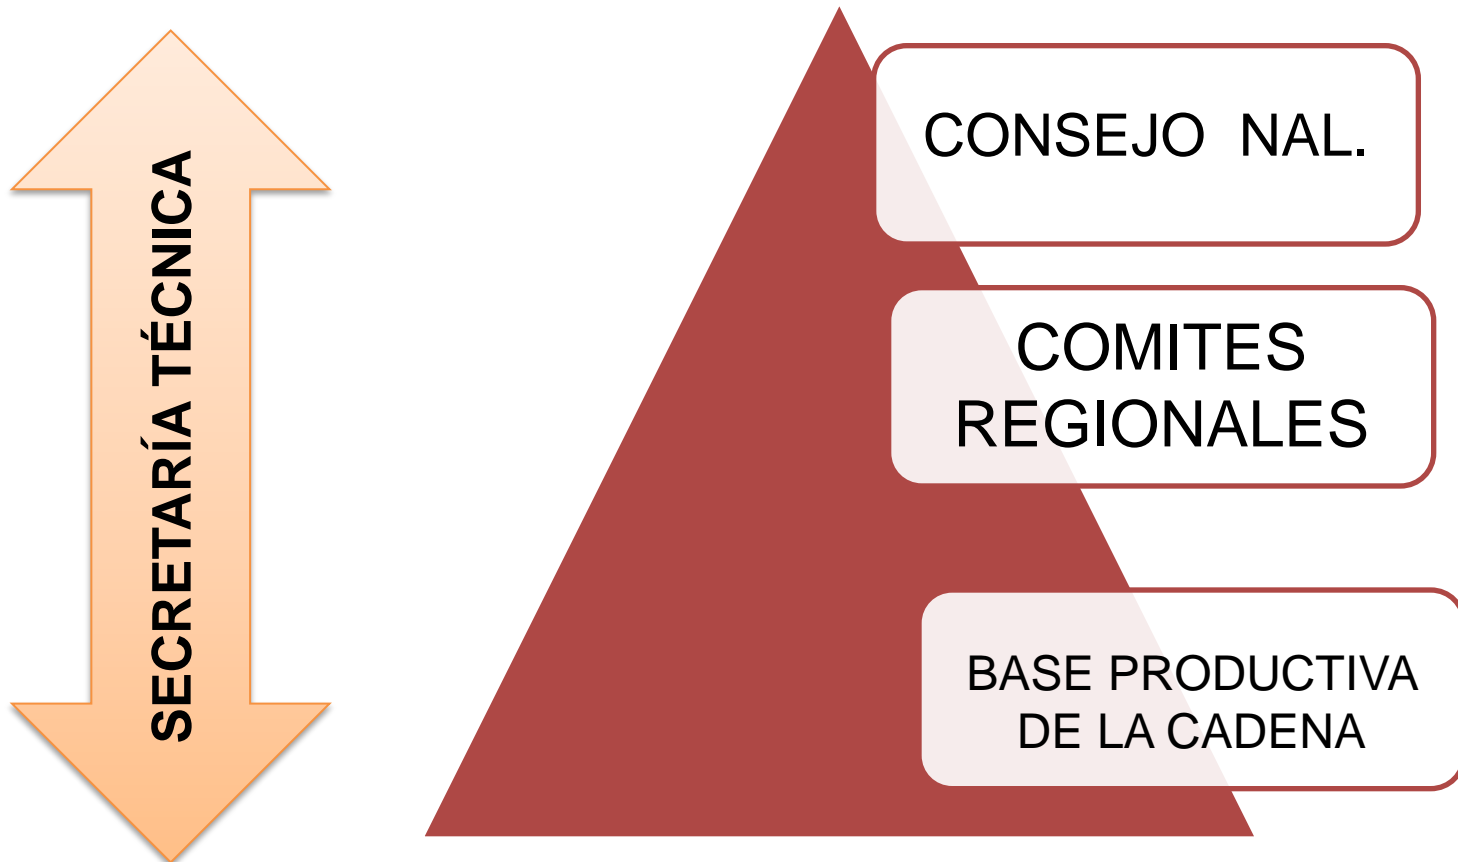 SECRETARÍA TÉCNICA
CONSEJO NAL.
COMITES
REGIONALES
BASE PRODUCTIVA
DE LA CADENA